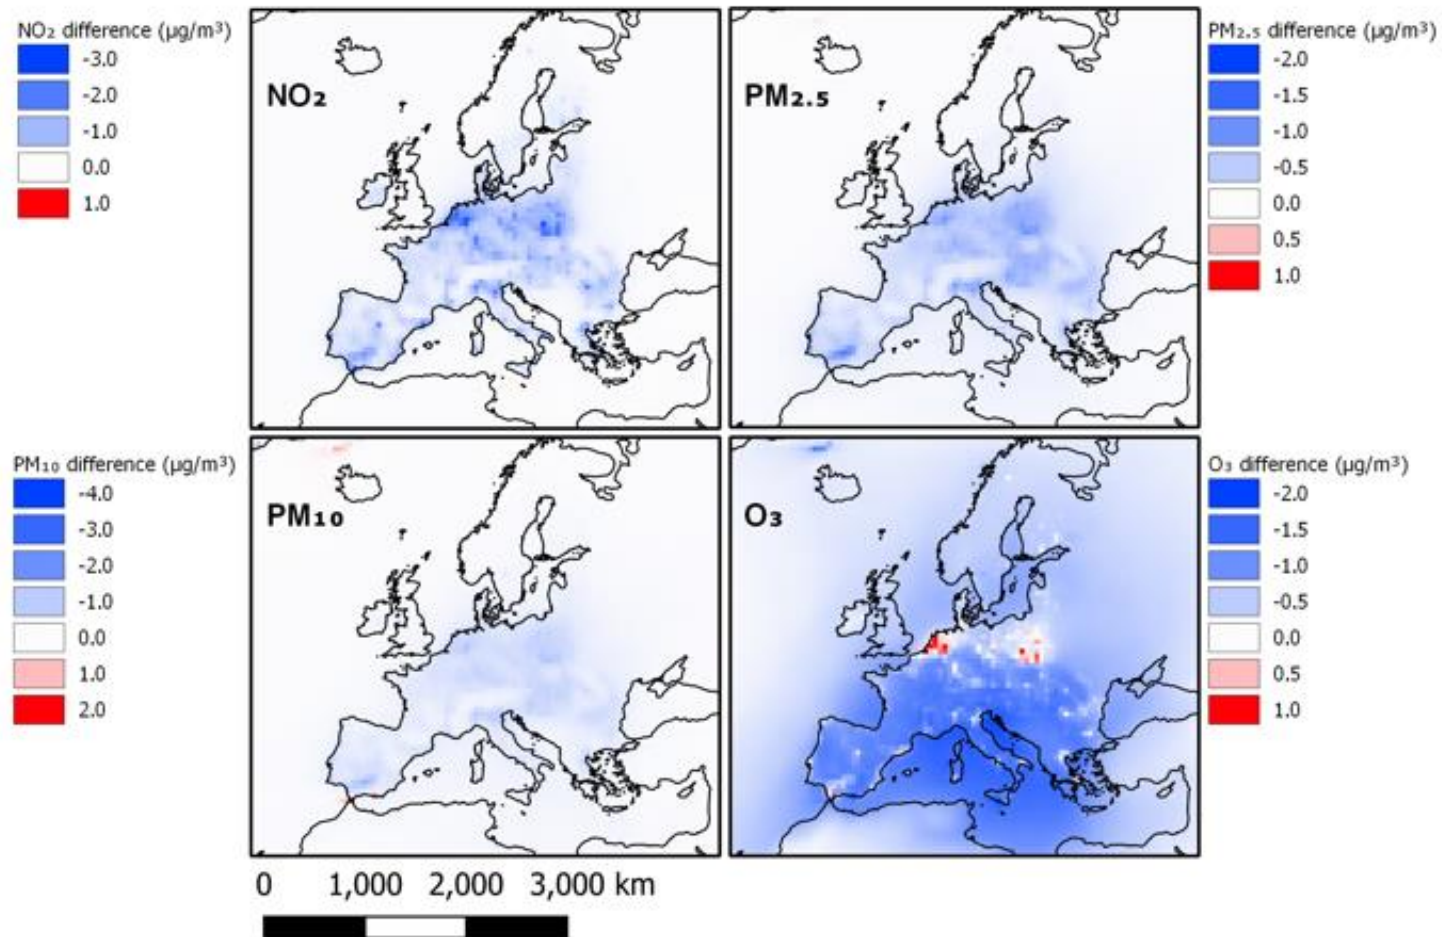 NO₂ difference (µg/m³)
-3.0
-2.0
-1.0
0.0
1.0
NO₂
PM₂.₅
PM₂.₅ difference (µg/m³)
-2.0
-1.5
-1.0
-0.5
0.0
0.5
1.0
PM₁₀ difference (µg/m³)
-4.0
-3.0
-2.0
-1.0
0.0
1.0
2.0
PM₁₀
O₃
O₃ difference (µg/m³)
-2.0
-1.5
-1.0
-0.5
0.0
0.5
1.0
0 1,000 2,000 3,000 km